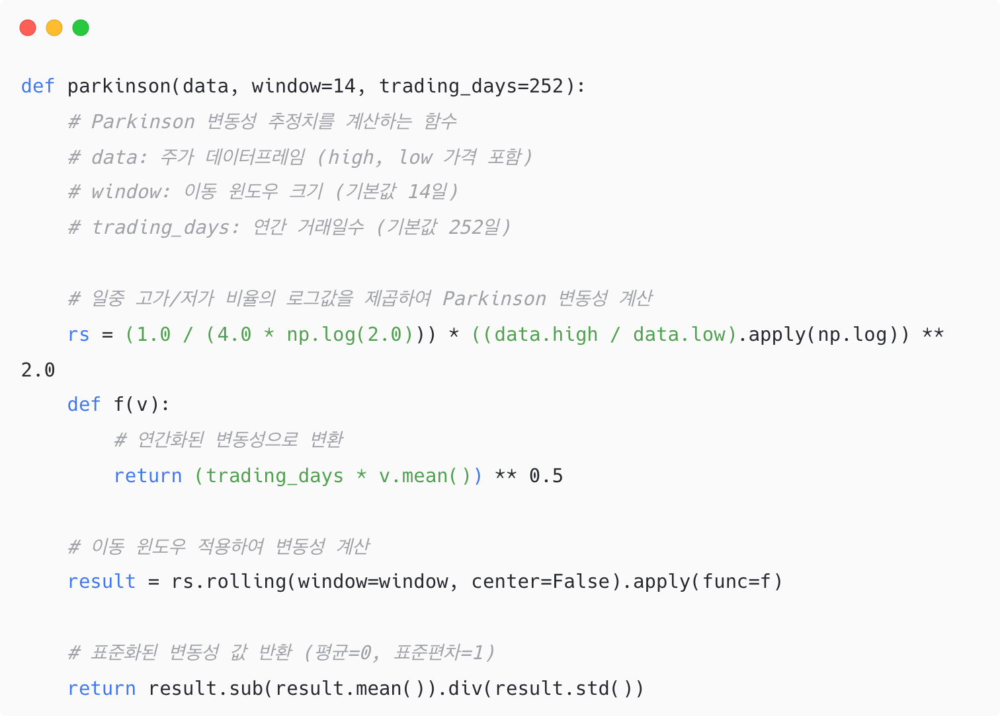 def parkinson(data, window=14, trading_days=252):
    # Parkinson 변동성 추정치를 계산하는 함수
    # data: 주가 데이터프레임 (high, low 가격 포함)
    # window: 이동 윈도우 크기 (기본값 14일)
    # trading_days: 연간 거래일수 (기본값 252일)

    # 일중 고가/저가 비율의 로그값을 제곱하여 Parkinson 변동성 계산
    rs = (1.0 / (4.0 * np.log(2.0))) * ((data.high / data.low).apply(np.log)) **
2.0
    def f(v):
        # 연간화된 변동성으로 변환
        return (trading_days * v.mean()) ** 0.5

    # 이동 윈도우 적용하여 변동성 계산
    result = rs.rolling(window=window, center=False).apply(func=f)

    # 표준화된 변동성 값 반환 (평균=0, 표준편차=1)
    return result.sub(result.mean()).div(result.std())